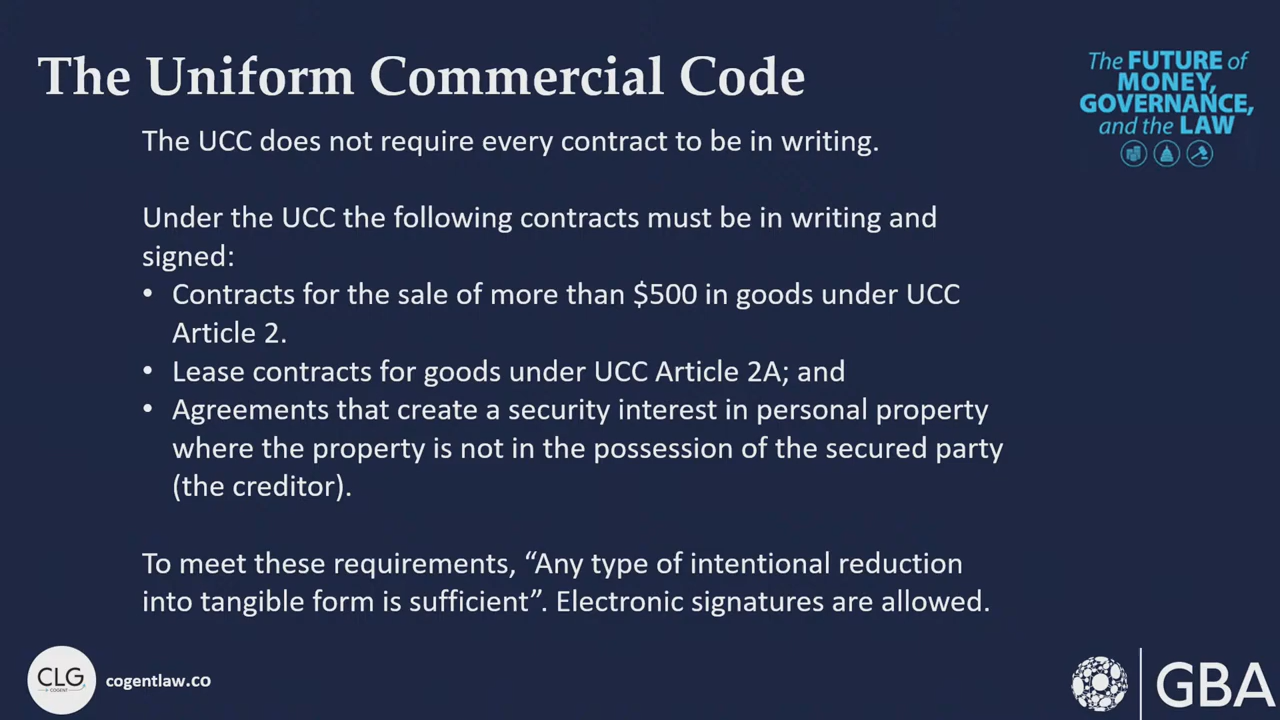 The Uniform Commercial Code
The FUTURE of
MONEY,
GOVERNANCE,
and the LAW
The UCC does not require every contract to be in writing.
Under the UCC the following contracts must be in writing and
signed:
• Contracts for the sale of more than $500 in goods under UCC
Article 2.
• Lease contracts for goods under UCC Article 2A; and
• Agreements that create a security interest in personal property
where the property is not in the possession of the secured party
(the creditor).
To meet these requirements, “Any type of intentional reduction
into tangible form is sufficient”. Electronic signatures are allowed.
CLG
COGENT
cogentlaw.co
GBA